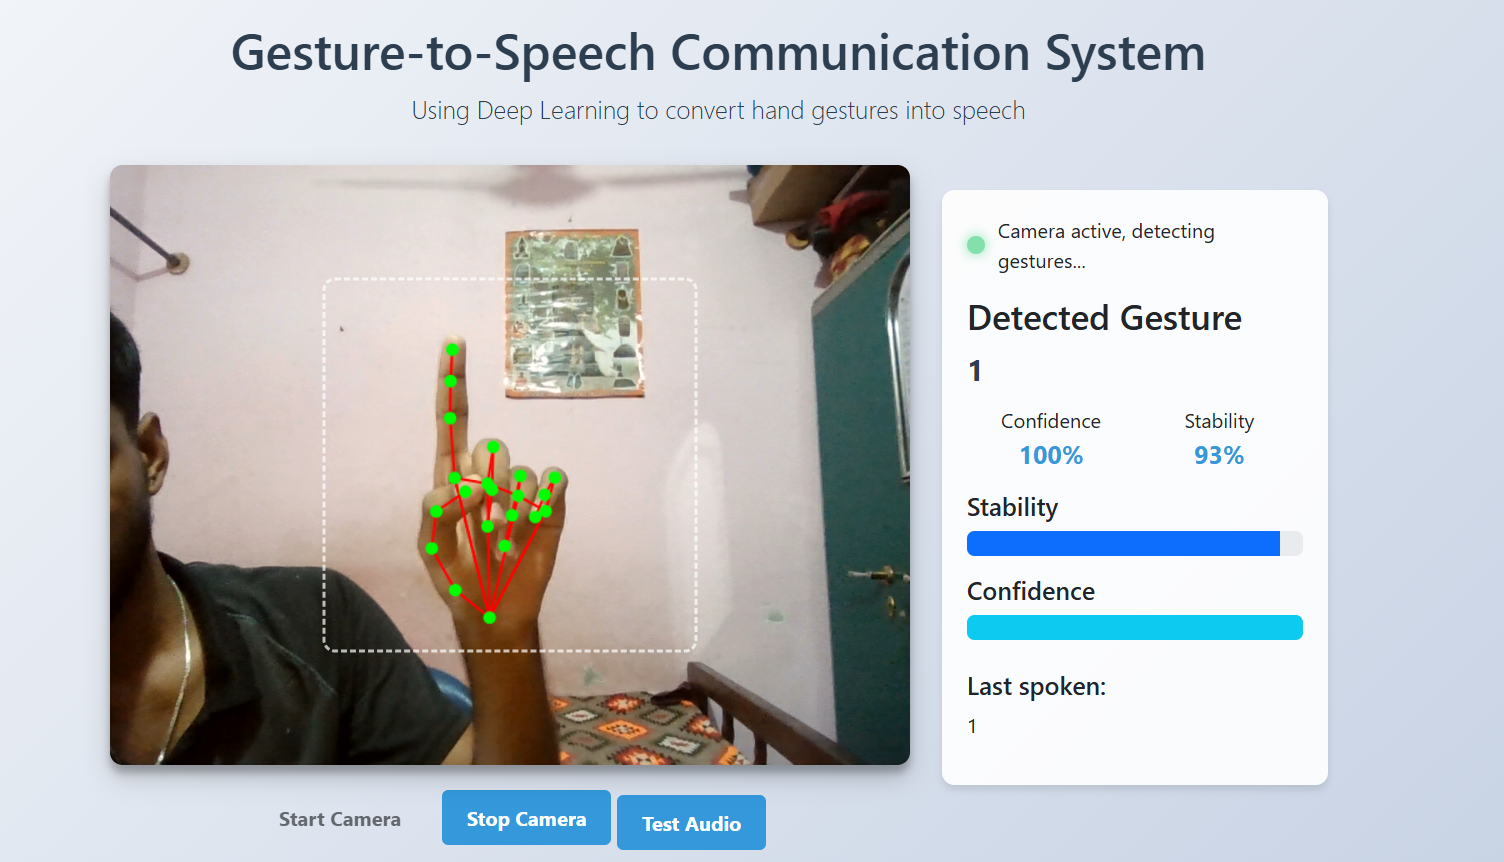 Gesture-to-Speech Communication System
Using Deep Learning to convert hand gestures into speech
Camera active, detecting
gestures...
Detected Gesture
1
Confidence Stability
100% 93%
Stability
Confidence
Last spoken:
1
Start Camera Stop Camera Test Audio